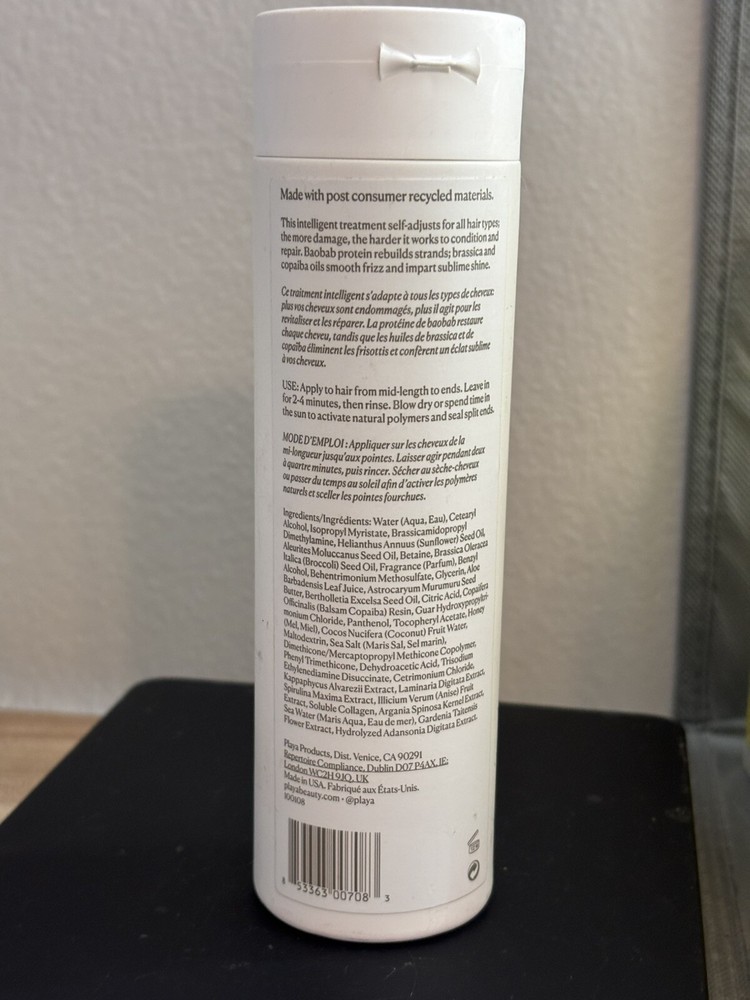 Made with post consumer recycled materials.
This intelligent treatment self-adjusts for all hair types;
the more damage, the harder it works to condition and
repair. Baobab protein rebuilds strands; brassica and
copaiba oils smooth frizz and impart sublime shine.
Ce traitement intelligent s'adapte à tous les types de cheveux:
plus vos cheveux sont endommagés, plus il agit pour les
revitaliser et les réparer. La protéine de baobab restaure
chaque cheveu, tandis que les huiles de brassica et de
copaïba éliminent les frisottis et confèrent un éclat sublime
à vos cheveux.
USE: Apply to hair from mid-length to ends. Leave in
for 2-4 minutes, then rinse. Blow dry or spend time in
the sun to activate natural polymers and seal split ends.
MODE D'EMPLOI : Appliquer sur les cheveux de la
mi-longueur jusqu'aux pointes. Laisser agir pendant deux
à quatre minutes, puis rincer. Sécher au sèche-cheveux
ou passer du temps au soleil afin d'activer les polymères
naturels et sceller les pointes fourchues.
Ingredients/Ingrédients: Water (Aqua, Eau), Cetearyl
Alcohol, Isopropyl Myristate, Brassicamidopropyl
Dimethylamine, Helianthus Annuus (Sunflower) Seed Oil,
Aleurites Moluccanus Seed Oil, Betaine, Brassica Oleracea
Italica (Broccoli) Seed Oil, Fragrance (Parfum), Benzyl
Alcohol, Behentrimonium Methosulfate, Glycerin, Aloe
Barbadensis Leaf Juice, Astrocaryum Murumuru Seed
Butter, Bertholletia Excelsa Seed Oil, Citric Acid, Copaifera
Officinalis (Balsam Copaiba) Resin, Guar Hydroxypropyltri-
monium Chloride, Panthenol, Tocopheryl Acetate, Honey
(Mel, Miel), Cocos Nucifera (Coconut) Fruit Water,
Maltodextrin, Sea Salt (Maris Sal, Sel marin),
Dimethicone/Mercaptopropyl Methicone Copolymer,
Phenyl Trimethicone, Dehydroacetic Acid, Trisodium
Ethylenediamine Disuccinate, Cetrimonium Chloride,
Kappaphycus Alvarezii Extract, Laminaria Digitata Extract,
Spirulina Maxima Extract, Illicium Verum (Anise) Fruit
Extract, Soluble Collagen, Argania Spinosa Kernel Extract,
Sea Water (Maris Aqua, Eau de mer), Gardenia Taitensis
Flower Extract, Hydrolyzed Adansonia Digitata Extract.
Playa Products, Dist. Venice, CA 90291
Repertoire Compliance, Dublin D07 P4AX, IE;
London WC2H 9JQ, UK
Made in USA. Fabriqué aux États-Unis.
playabeauty.com • @playa
100108
8 53363 00708 3